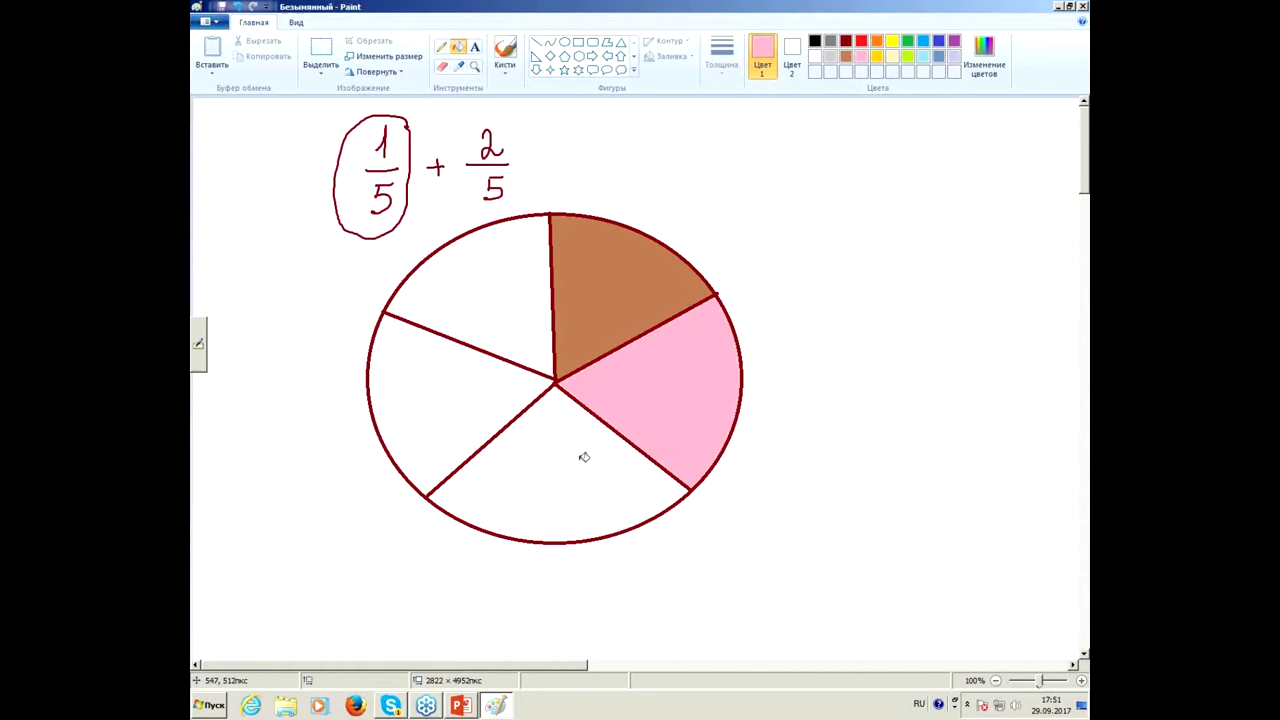 Безымянный - Paint
Главная Вид
Вставить
Вырезать
Копировать
Буфер обмена
Выделить
Обрезать
Изменить размер
Повернуть
Изображение
A
Инструменты
Кисти
Контур
Заливка
Фигуры
Толщина
Цвет 1
Цвет 2
Изменение цветов
Цвета
1/5 + 2/5
547, 512пкс
2822 × 4952пкс
100%
Пуск
RU
17:51
29.09.2017